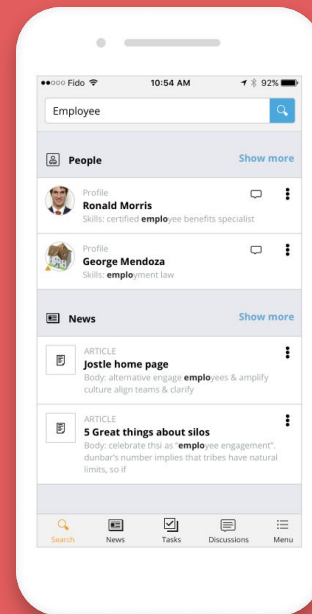 Fido 10:54 AM 92%
Employee
People Show more
Profile
Ronald Morris
Skills: certified employee benefits specialist
Profile
George Mendoza
Skills: employment law
News Show more
ARTICLE
Jostle home page
Body: alternative engage employees & amplify
culture align teams & clarify
ARTICLE
5 Great things about silos
Body: celebrate thsi as "employee engagement".
dunbar's number implies that tribes have natural
limits, so if
Search News Tasks Discussions Menu